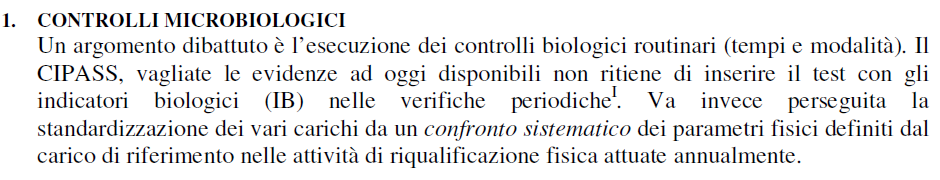 1. CONTROLLI MICROBIOLOGICI
Un argomento dibattuto è l’esecuzione dei controlli biologici routinari (tempi e modalità). Il
CIPASS, vagliate le evidenze ad oggi disponibili non ritiene di inserire il test con gli
indicatori biologici (IB) nelle verifiche periodiche¹. Va invece perseguita la
standardizzazione dei vari carichi da un confronto sistematico dei parametri fisici definiti dal
carico di riferimento nelle attività di riqualificazione fisica attuate annualmente.